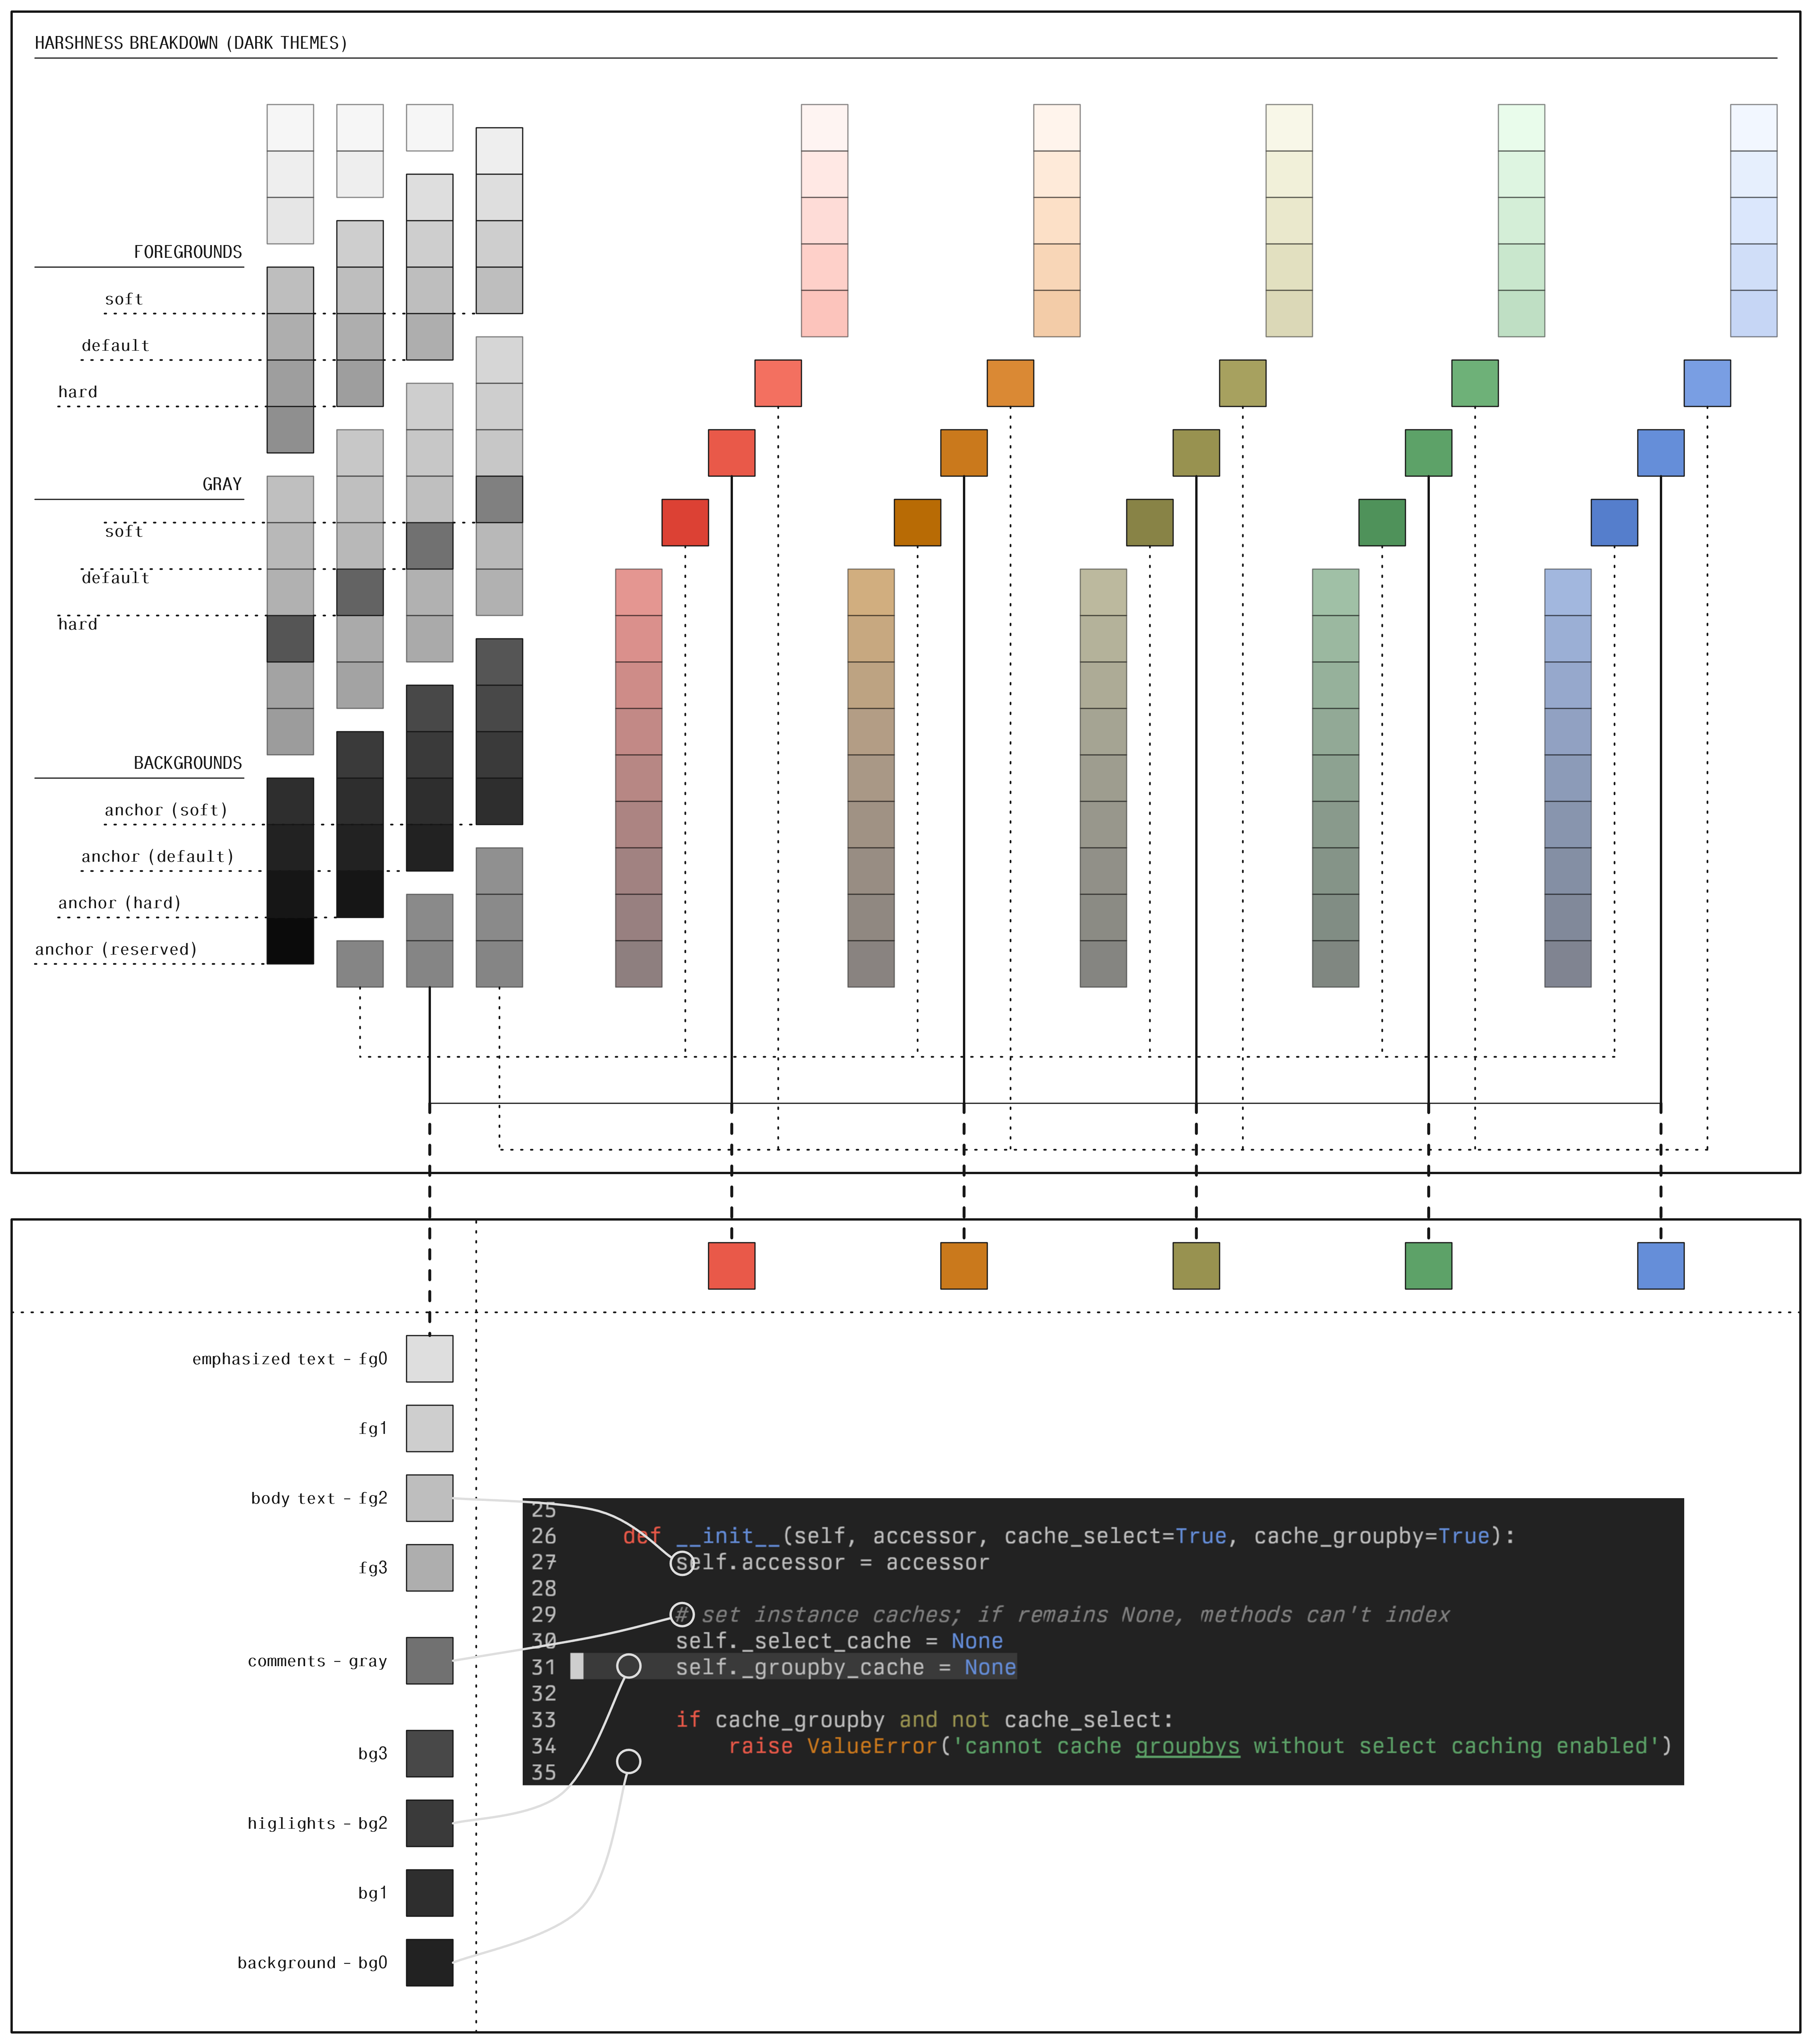 HARSHNESS BREAKDOWN (DARK THEMES)
FOREGROUNDS
soft
default
hard
GRAY
soft
default
hard
BACKGROUNDS
anchor (soft)
anchor (default)
anchor (hard)
anchor (reserved)
emphasized text - fg0
fg1
body text - fg2
fg3
comments - gray
bg3
higlights - bg2
bg1
background - bg0
25
26 def __init__(self, accessor, cache_select=True, cache_groupby=True):
27 self.accessor = accessor
28
29 # set instance caches; if remains None, methods can't index
30 self._select_cache = None
31 self._groupby_cache = None
32
33 if cache_groupby and not cache_select:
34 raise ValueError('cannot cache groupbys without select caching enabled')
35